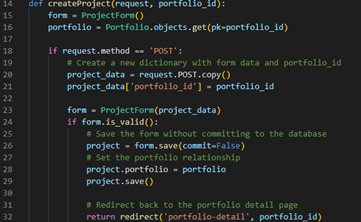 14 def createProject(request, portfolio_id):
15     form = ProjectForm()
16     portfolio = Portfolio.objects.get(pk=portfolio_id)
17
18     if request.method == 'POST':
19         # Create a new dictionary with form data and portfolio_id
20         project_data = request.POST.copy()
21         project_data['portfolio_id'] = portfolio_id
22
23         form = ProjectForm(project_data)
24         if form.is_valid():
25             # Save the form without committing to the database
26             project = form.save(commit=False)
27             # Set the portfolio relationship
28             project.portfolio = portfolio
29             project.save()
30
31             # Redirect back to the portfolio detail page
32             return redirect('portfolio-detail', portfolio_id)